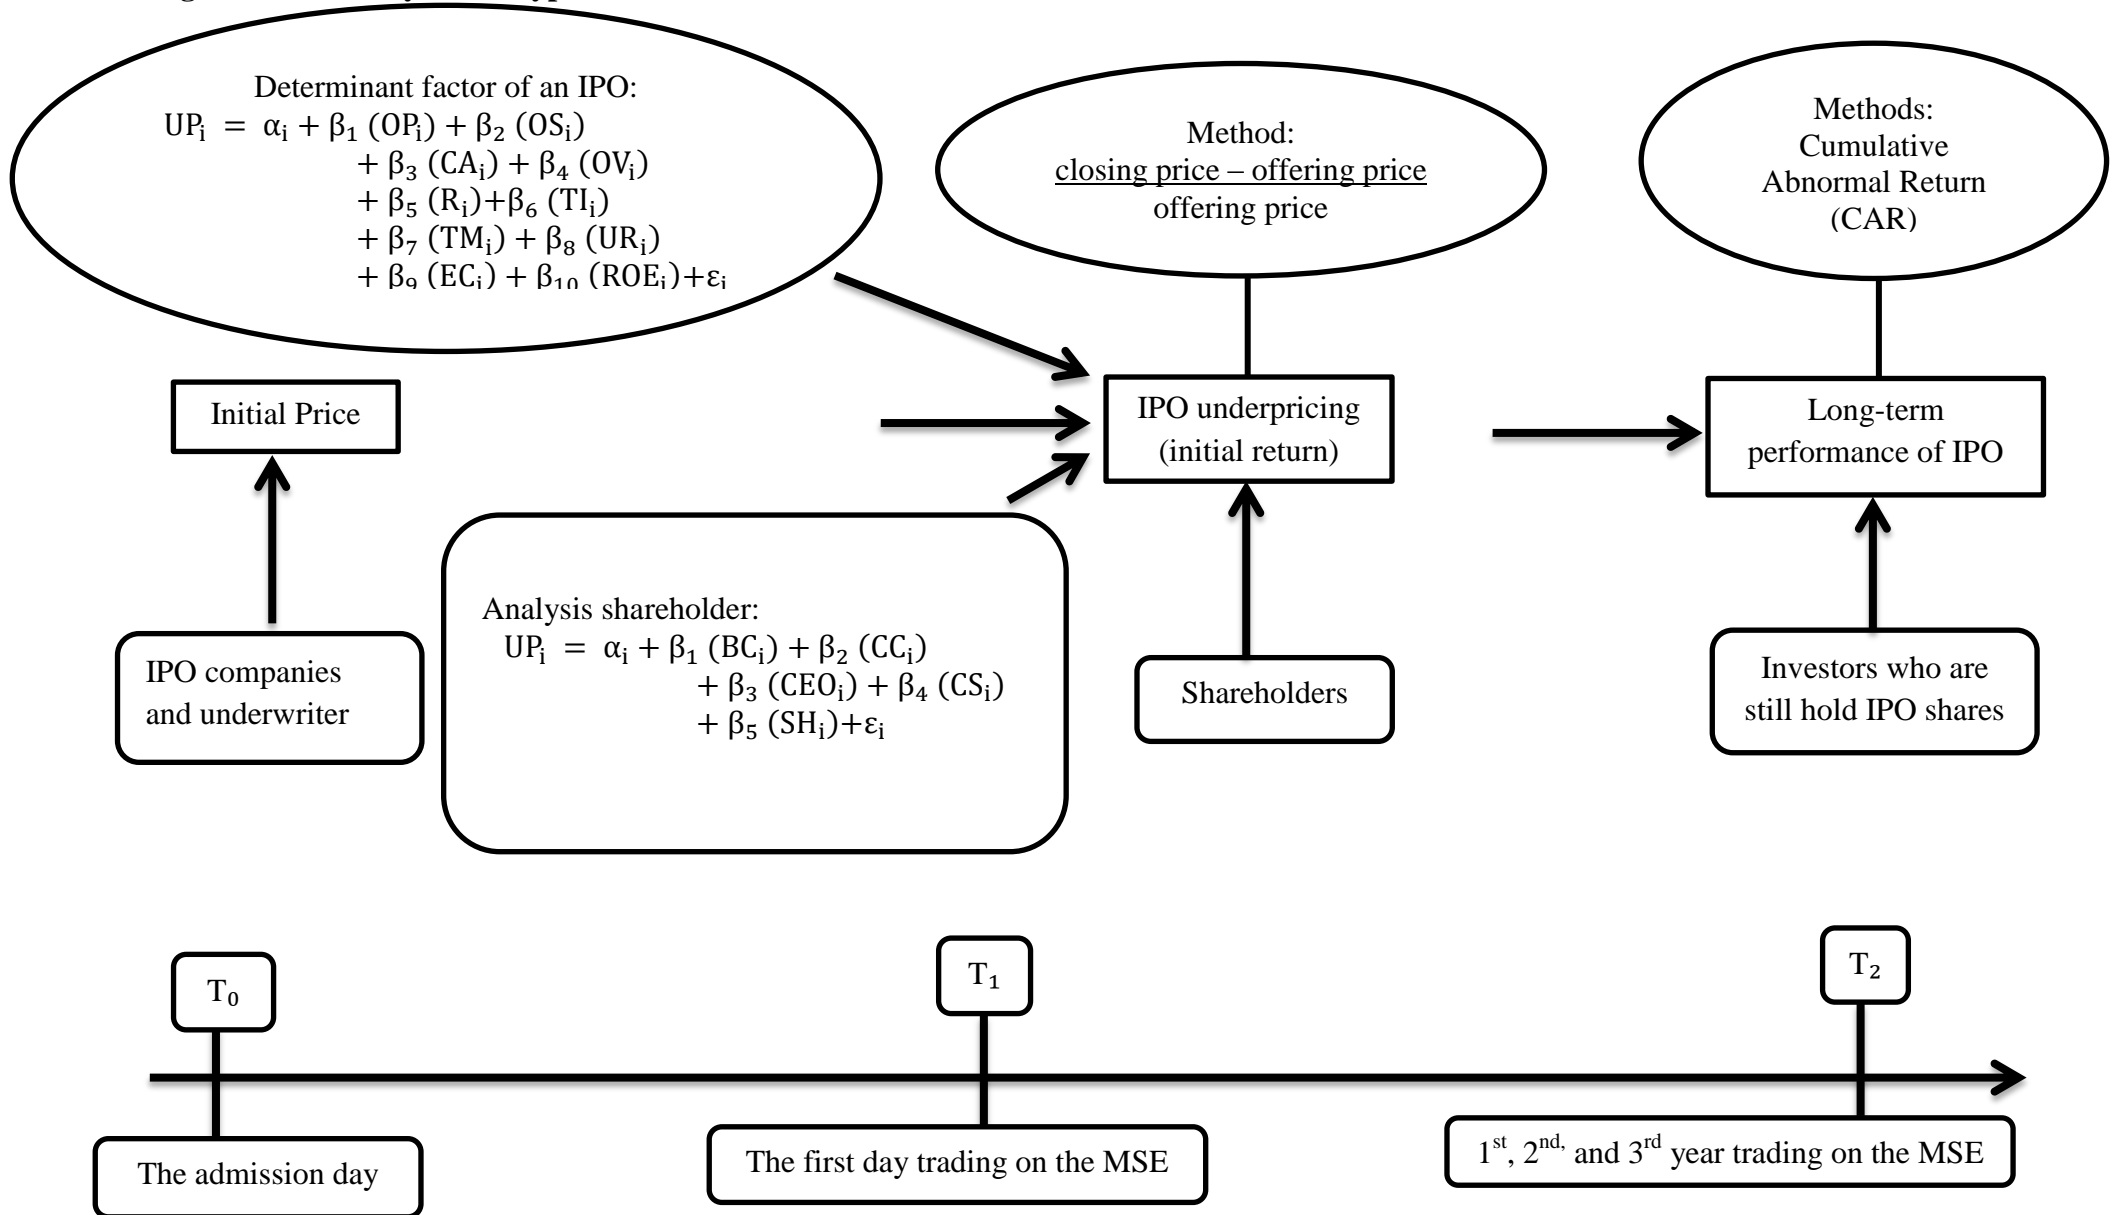 Determinant factor of an IPO:
UPᵢ = αᵢ + β₁ (OPᵢ) + β₂ (OSᵢ)
+ β₃ (CAᵢ) + β₄ (OVᵢ)
+ β₅ (Rᵢ)+β₆ (TIᵢ)
+ β₇ (TMᵢ) + β₈ (URᵢ)
+ β₉ (ECᵢ) + β₁₀ (ROEᵢ)+εᵢ
Method:
closing price – offering price
offering price
Methods:
Cumulative
Abnormal Return
(CAR)
Initial Price
IPO underpricing
(initial return)
Long-term
performance of IPO
Analysis shareholder:
UPᵢ = αᵢ + β₁ (BCᵢ) + β₂ (CCᵢ)
+ β₃ (CEOᵢ) + β₄ (CSᵢ)
+ β₅ (SHᵢ)+εᵢ
IPO companies
and underwriter
Shareholders
Investors who are
still hold IPO shares
T₀
T₁
T₂
The admission day
The first day trading on the MSE
1st, 2nd, and 3rd year trading on the MSE